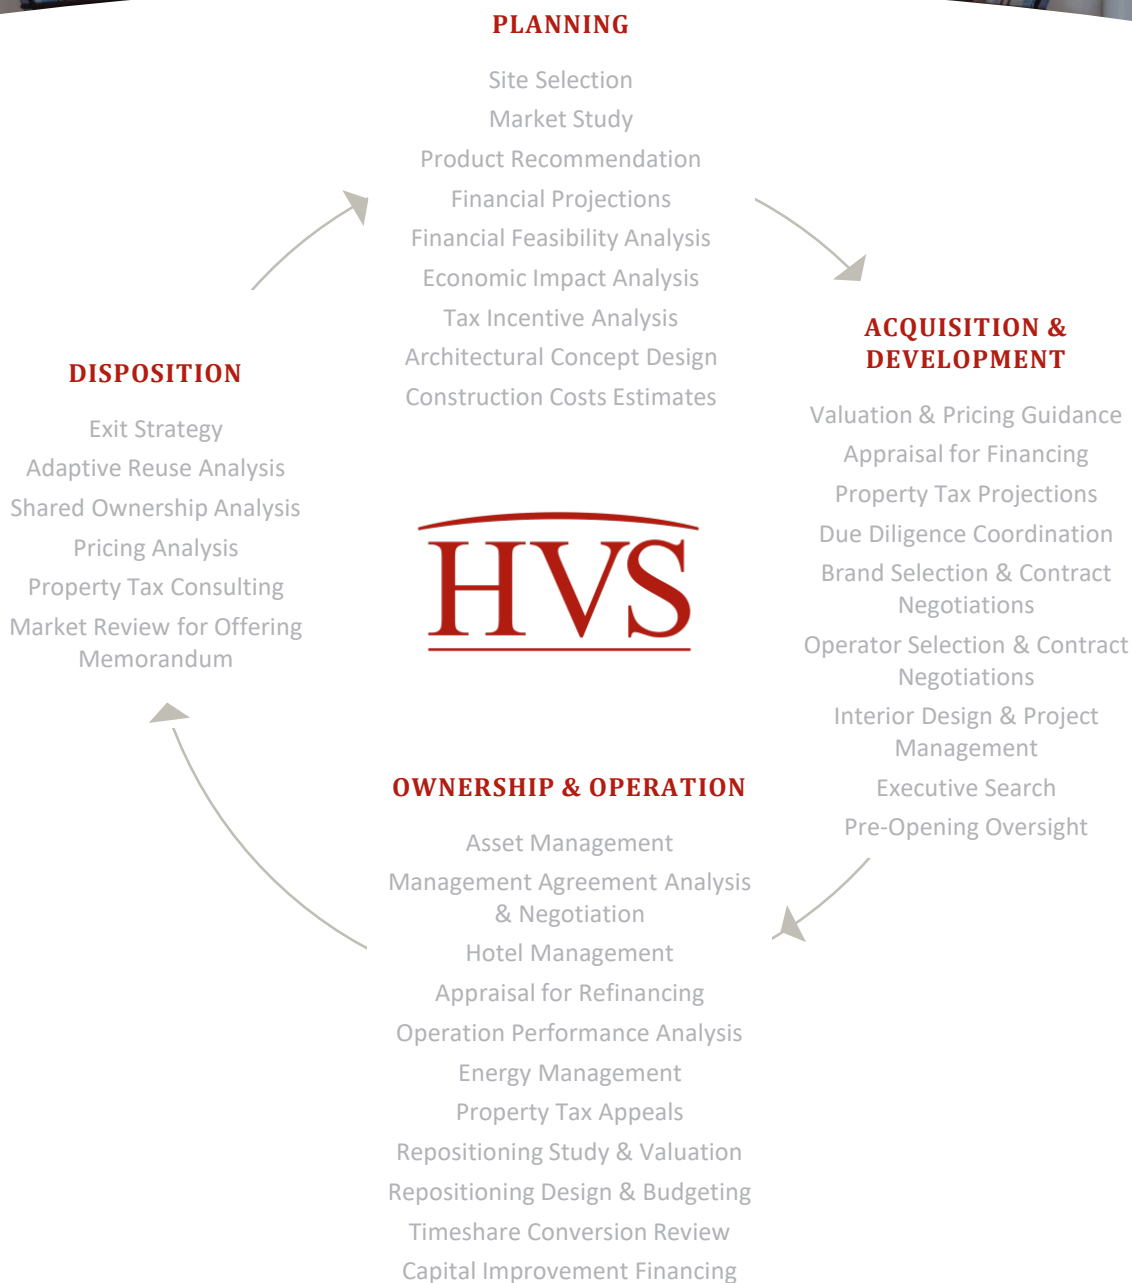 PLANNING
Site Selection
Market Study
Product Recommendation
Financial Projections
Financial Feasibility Analysis
Economic Impact Analysis
Tax Incentive Analysis
Architectural Concept Design
Construction Costs Estimates
ACQUISITION &
DEVELOPMENT
Valuation & Pricing Guidance
Appraisal for Financing
Property Tax Projections
Due Diligence Coordination
Brand Selection & Contract
Negotiations
Operator Selection & Contract
Negotiations
Interior Design & Project
Management
Executive Search
Pre-Opening Oversight
DISPOSITION
Exit Strategy
Adaptive Reuse Analysis
Shared Ownership Analysis
Pricing Analysis
Property Tax Consulting
Market Review for Offering
Memorandum
HVS
OWNERSHIP & OPERATION
Asset Management
Management Agreement Analysis
& Negotiation
Hotel Management
Appraisal for Refinancing
Operation Performance Analysis
Energy Management
Property Tax Appeals
Repositioning Study & Valuation
Repositioning Design & Budgeting
Timeshare Conversion Review
Capital Improvement Financing